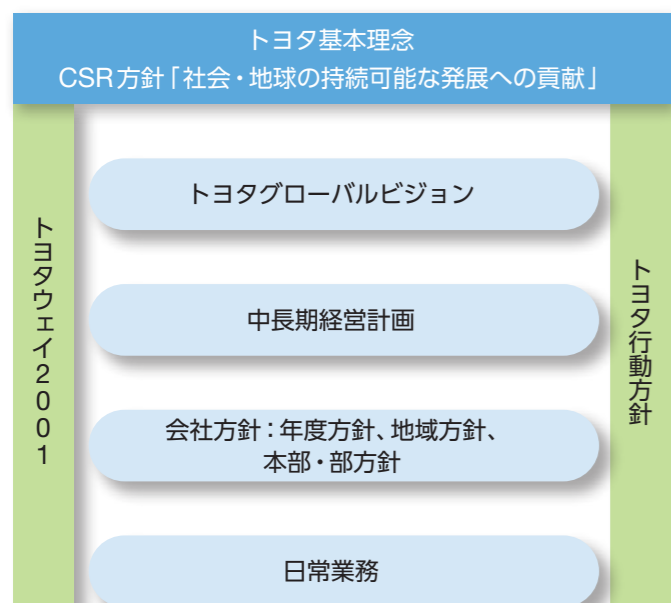 トヨタ基本理念
CSR方針「社会・地球の持続可能な発展への貢献」
トヨタウェイ2001
トヨタグローバルビジョン
中長期経営計画
会社方針：年度方針、地域方針、
本部・部方針
日常業務
トヨタ行動方針